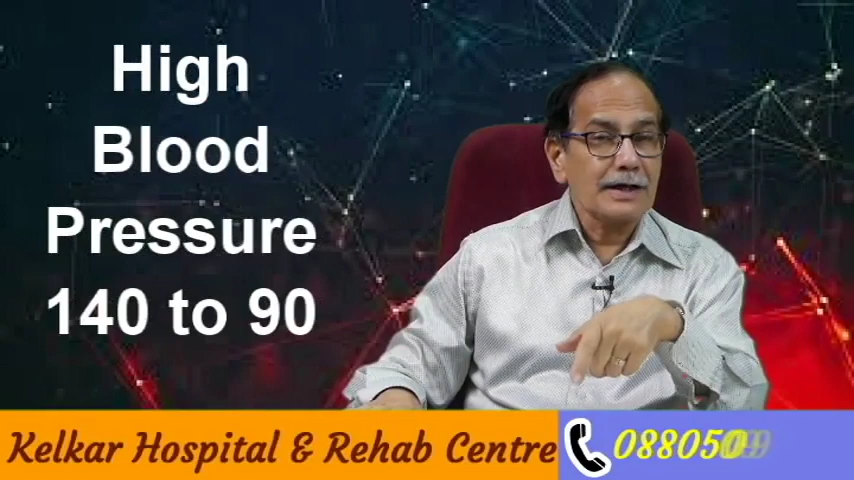 High
Blood
Pressure
140 to 90
Kelkar Hospital & Rehab Centre
088050